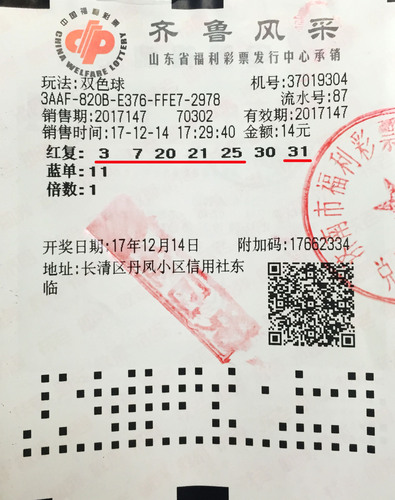 中国福利彩票
CHINA WELFARE LOTTERY
齐鲁风采
山东省福利彩票发行中心承销
玩法:双色球 机号:37019304
3AAF-820B-E376-FFE7-2978 流水号:87
销售期:2017147 70302 有效期:2017147
销售时间:17-12-14 17:29:40 金额:14元
红复: 3 7 20 21 25 30 31
蓝单:11
倍数:1
济南市福利彩票
兑
开奖日期:17年12月14日 附加码:17662334
地址:长清区丹凤小区信用社东
临